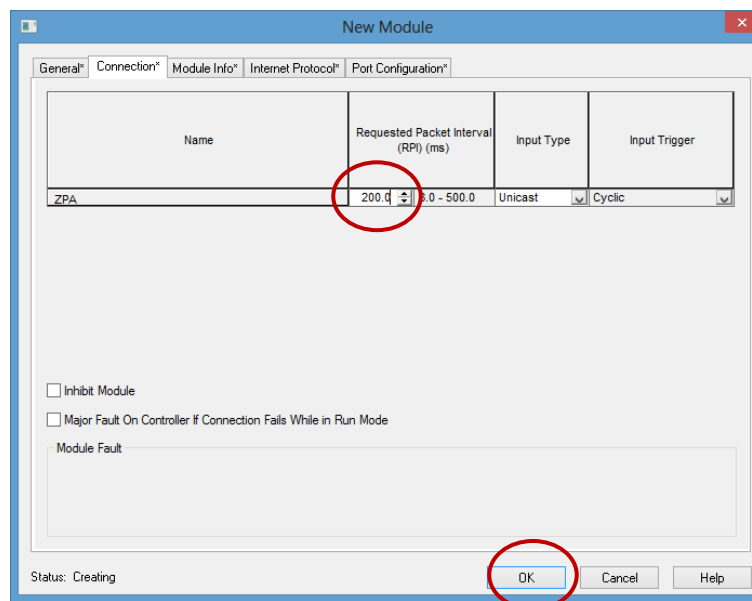 New Module
General* Connection* Module Info* Internet Protocol* Port Configuration*
Name Requested Packet Interval (RPI) (ms) Input Type Input Trigger
ZPA 200.0 3.0 - 500.0 Unicast Cyclic
Inhibit Module
Major Fault On Controller If Connection Fails While in Run Mode
Module Fault
Status: Creating OK Cancel Help